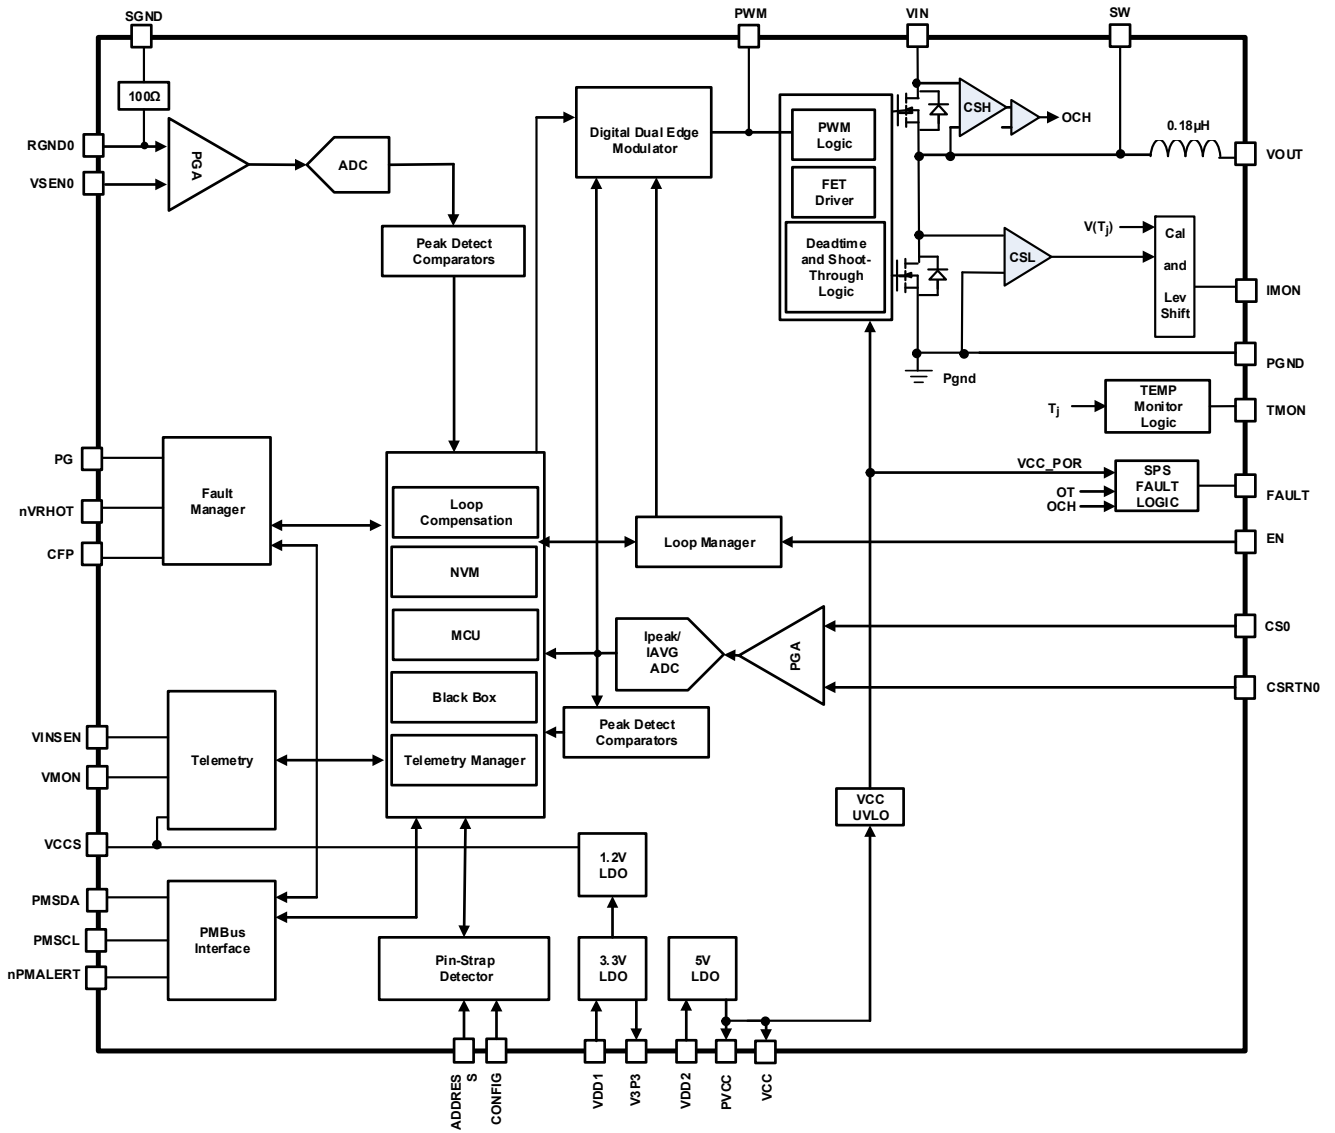 SGND
PWM
VIN
SW
100Ω
RGND0
VSEN0
PGA
ADC
Peak Detect
Comparators
Digital Dual Edge
Modulator
PWM
Logic
FET
Driver
Deadtime
and Shoot-
Through
Logic
CSH
OCH
0.18µH
VOUT
V(Tj)
CSL
Cal
and
Lev
Shift
IMON
PGND
Pgnd
Tj
TEMP
Monitor
Logic
TMON
VCC_POR
OT
OCH
SPS
FAULT
LOGIC
FAULT
EN
PG
nVRHOT
CFP
Fault
Manager
Loop
Compensation
NVM
MCU
Black Box
Telemetry Manager
Loop Manager
Ipeak/
IAVG
ADC
PGA
CS0
CSRTN0
Peak Detect
Comparators
VINSEN
VMON
VCCS
Telemetry
VCC
UVLO
1.2V
LDO
PMSDA
PMSCL
nPMALERT
PMBus
Interface
Pin-Strap
Detector
3.3V
LDO
5V
LDO
ADDRES
S
CONFIG
VDD1
V3P3
VDD2
PVCC
VCC